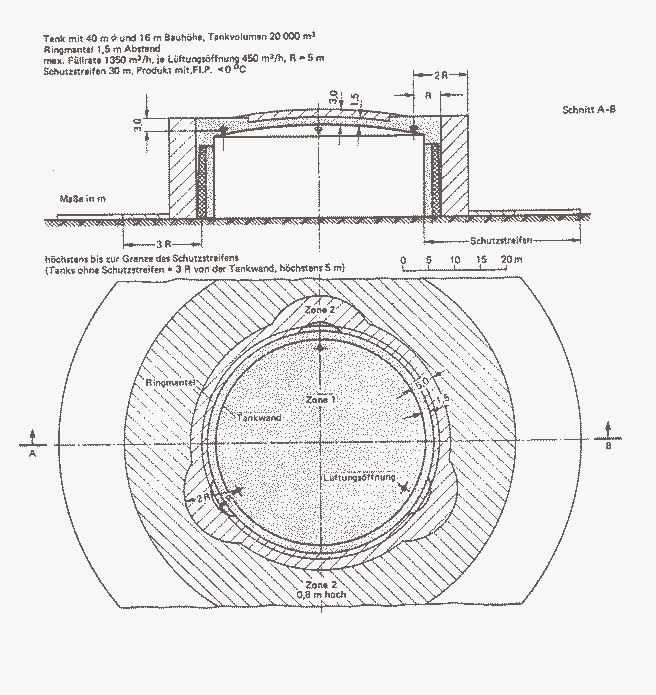 Tank mit 40 m ϕ und 16 m Bauhöhe, Tankvolumen 20 000 m³
Ringmantel 1,5 m Abstand
max. Füllrate 1350 m³/h, je Lüftungsöffnung 450 m³/h, R = 5 m
Schutzstreifen 30 m, Produkt mit Fl.P. <0 °C
2 R
R
3,0
1,5
3,0
Schnitt A-B
Maße in m
3 R
Schutzstreifen
höchstens bis zur Grenze des Schutzstreifens
(Tanks ohne Schutzstreifen = 3 R von der Tankwand, höchstens 5 m)
0 5 10 15 20 m
Zone 2
Ringmantel
5,0
Zone 1
1,5
Tankwand
A
B
Lüftungsöffnung
2 R
R
Zone 2
0,8 m hoch